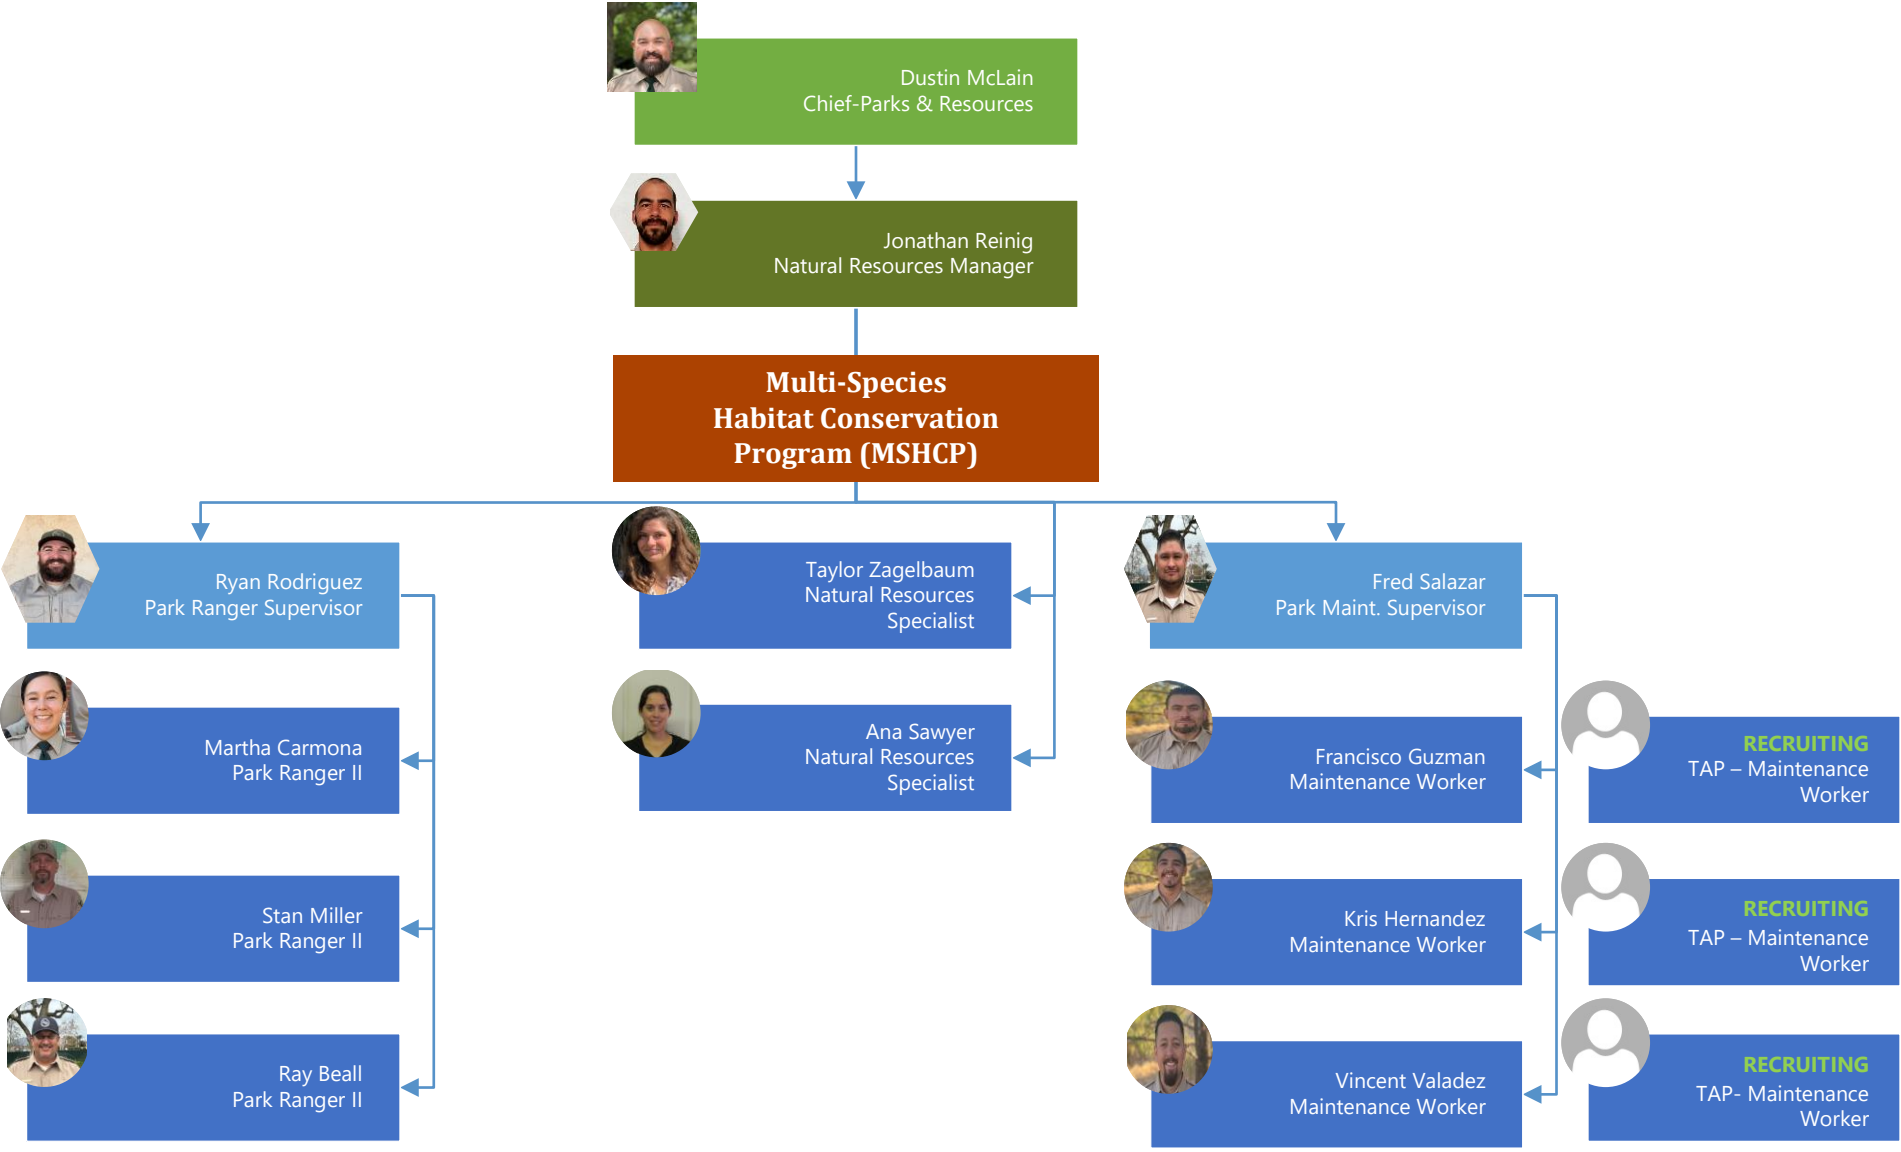 Dustin McLain
Chief-Parks & Resources
Jonathan Reinig
Natural Resources Manager
Multi-Species
Habitat Conservation
Program (MSHCP)
Ryan Rodriguez
Park Ranger Supervisor
Martha Carmona
Park Ranger II
Stan Miller
Park Ranger II
Ray Beall
Park Ranger II
Taylor Zagelbaum
Natural Resources
Specialist
Ana Sawyer
Natural Resources
Specialist
Fred Salazar
Park Maint. Supervisor
Francisco Guzman
Maintenance Worker
Kris Hernandez
Maintenance Worker
Vincent Valadez
Maintenance Worker
RECRUITING
TAP – Maintenance
Worker
RECRUITING
TAP – Maintenance
Worker
RECRUITING
TAP- Maintenance
Worker